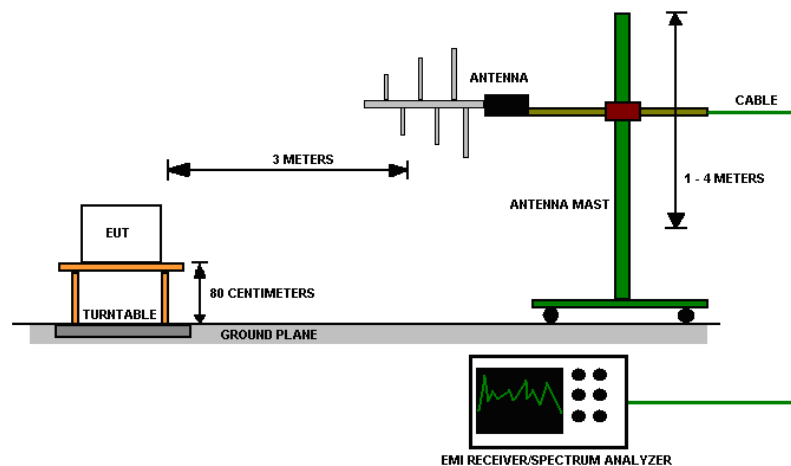 ANTENNA
CABLE
3 METERS
1 - 4 METERS
ANTENNA MAST
EUT
80 CENTIMETERS
TURNTABLE
GROUND PLANE
EMI RECEIVER/SPECTRUM ANALYZER